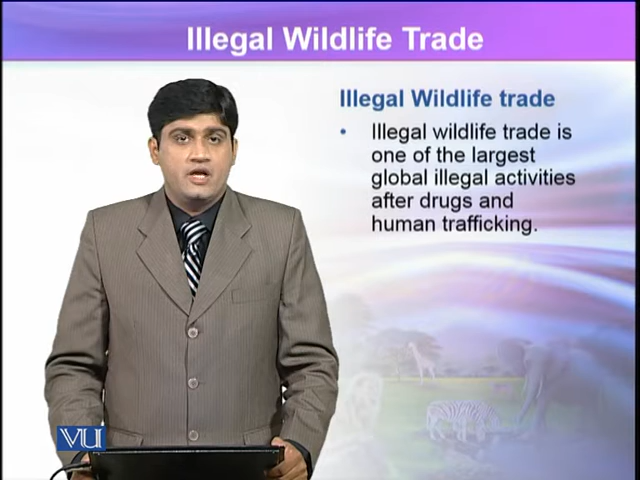 Illegal Wildlife Trade
Illegal Wildlife trade
• Illegal wildlife trade is
one of the largest
global illegal activities
after drugs and
human trafficking.
VU